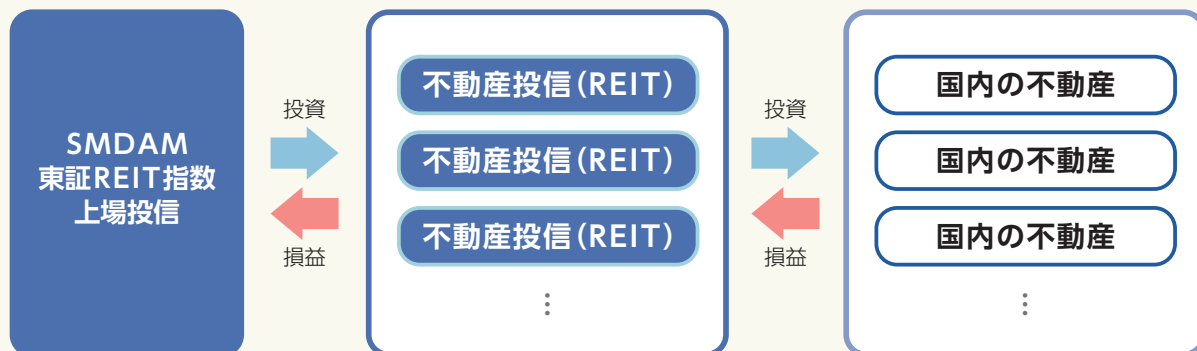 SMDAM
東証REIT指数
上場投信
投資
損益
不動産投信(REIT)
不動産投信(REIT)
不動産投信(REIT)
⋮
投資
損益
国内の不動産
国内の不動産
国内の不動産
⋮